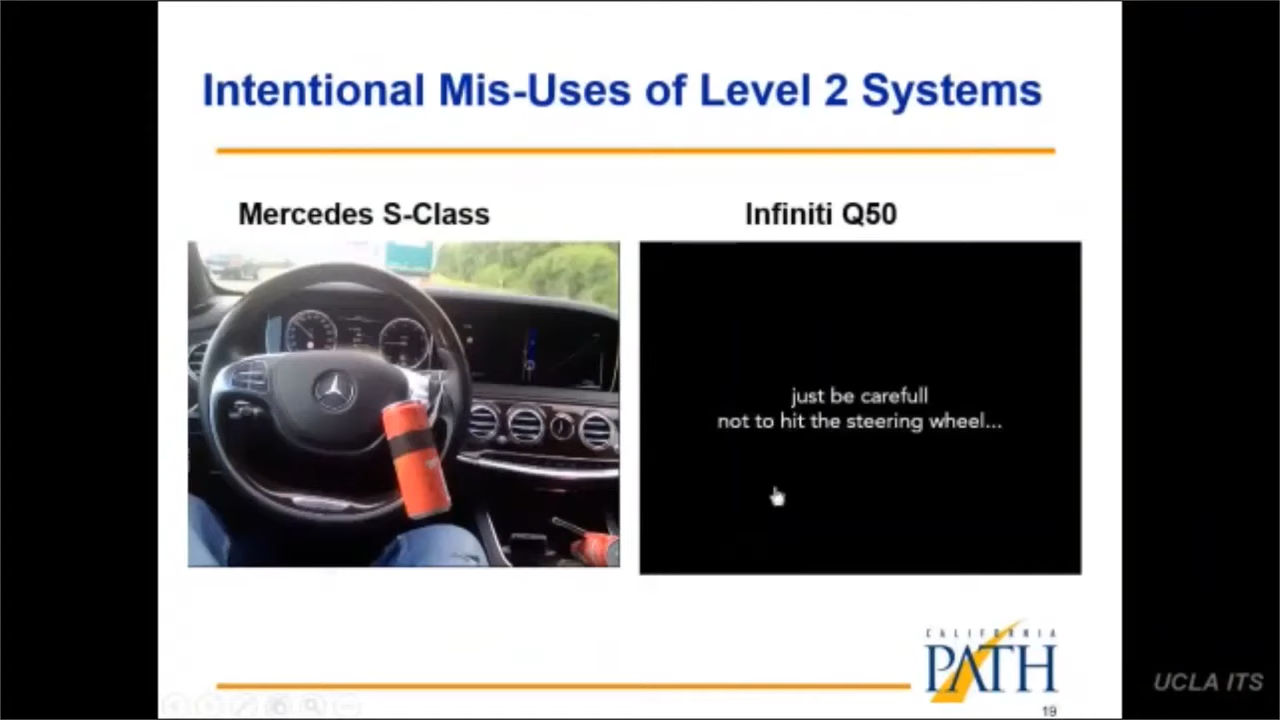 Intentional Mis-Uses of Level 2 Systems
Mercedes S-Class
Infiniti Q50
just be carefull
not to hit the steering wheel...
CALIFORNIA
PATH
19
UCLA ITS